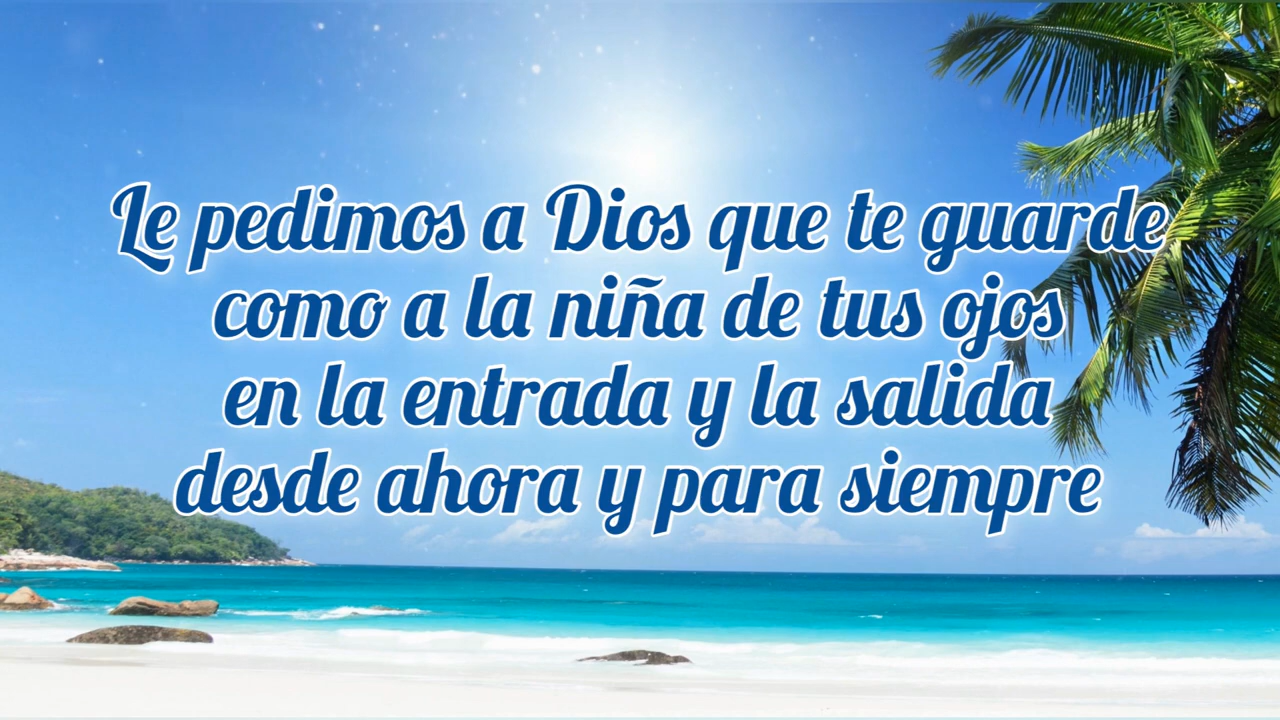 Le pedimos a Dios que te guarde
como a la niña de tus ojos
en la entrada y la salida
desde ahora y para siempre